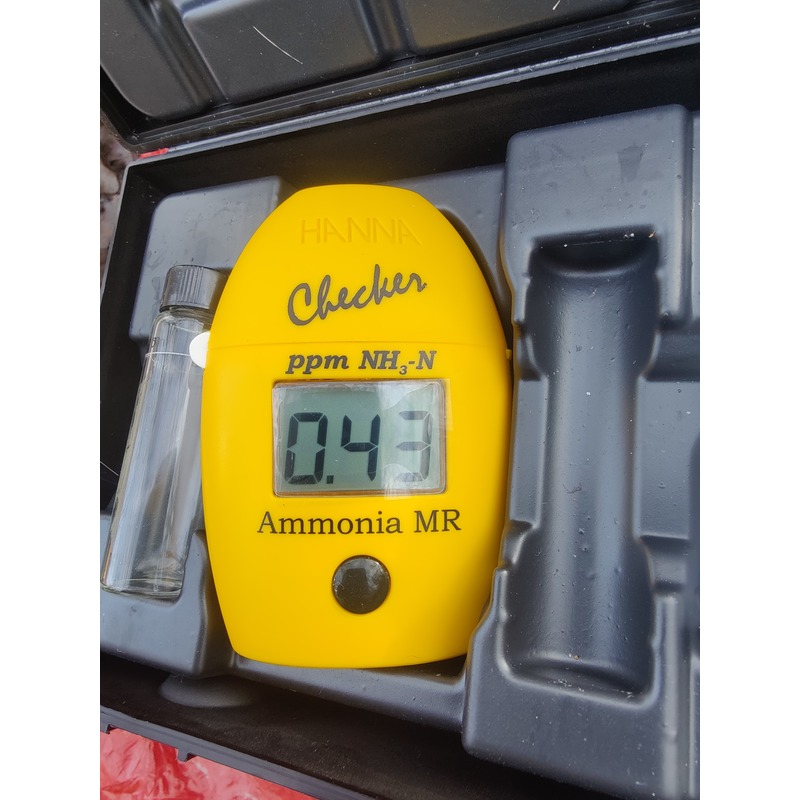 HANNA
Checker
ppm NH₃-N
0.43
Ammonia MR